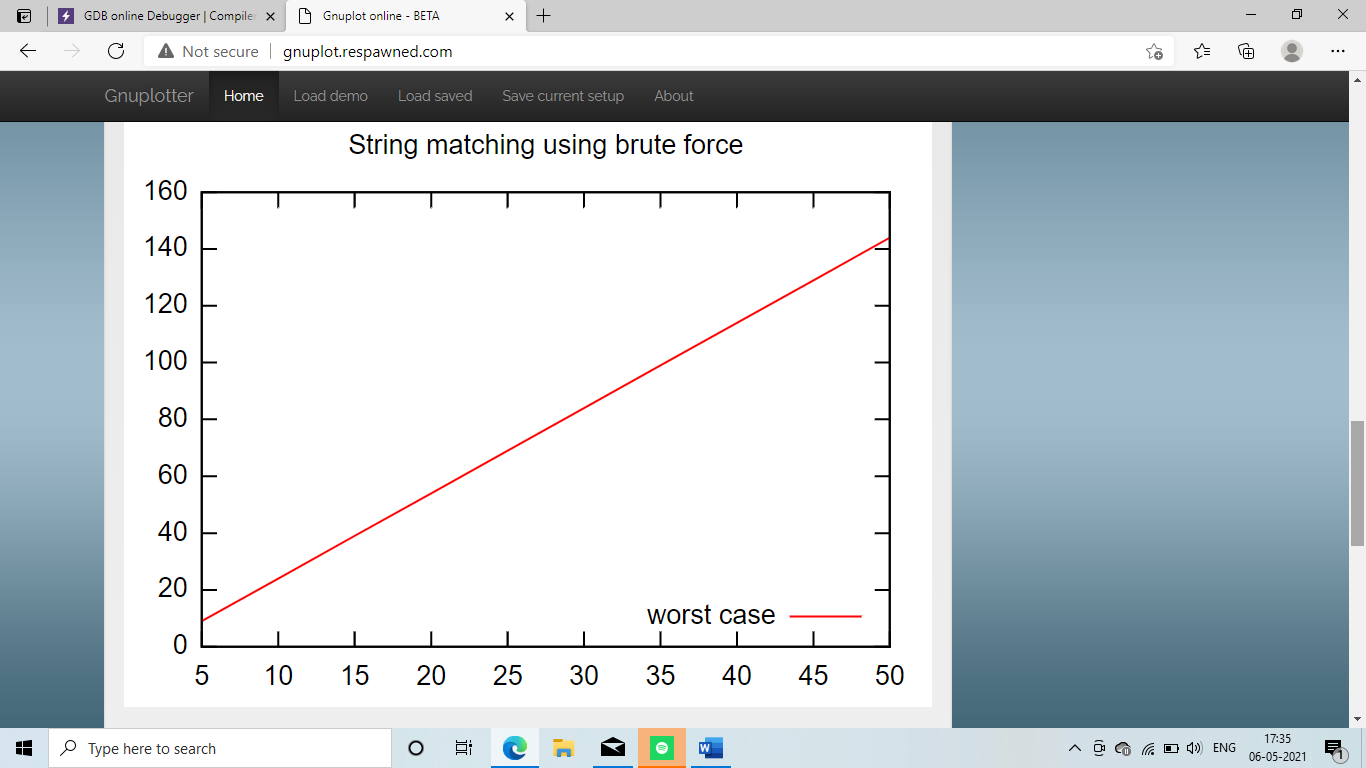 GDB online Debugger | Compiler
Gnuplot online - BETA
Not secure gnuplot.respawned.com
Gnuplotter Home Load demo Load saved Save current setup About
String matching using brute force
160
140
120
100
80
60
40
20
worst case
0
5 10 15 20 25 30 35 40 45 50
Type here to search
ENG
17:35
06-05-2021
1